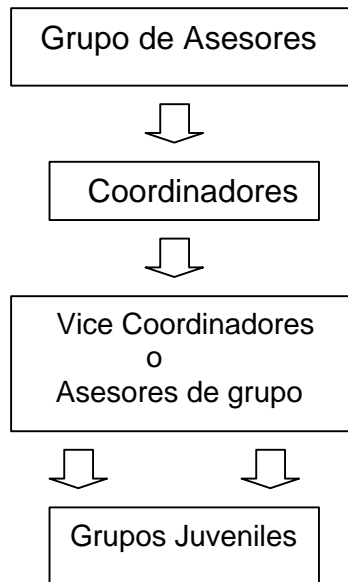 Grupo de Asesores
Coordinadores
Vice Coordinadores
o
Asesores de grupo
Grupos Juveniles